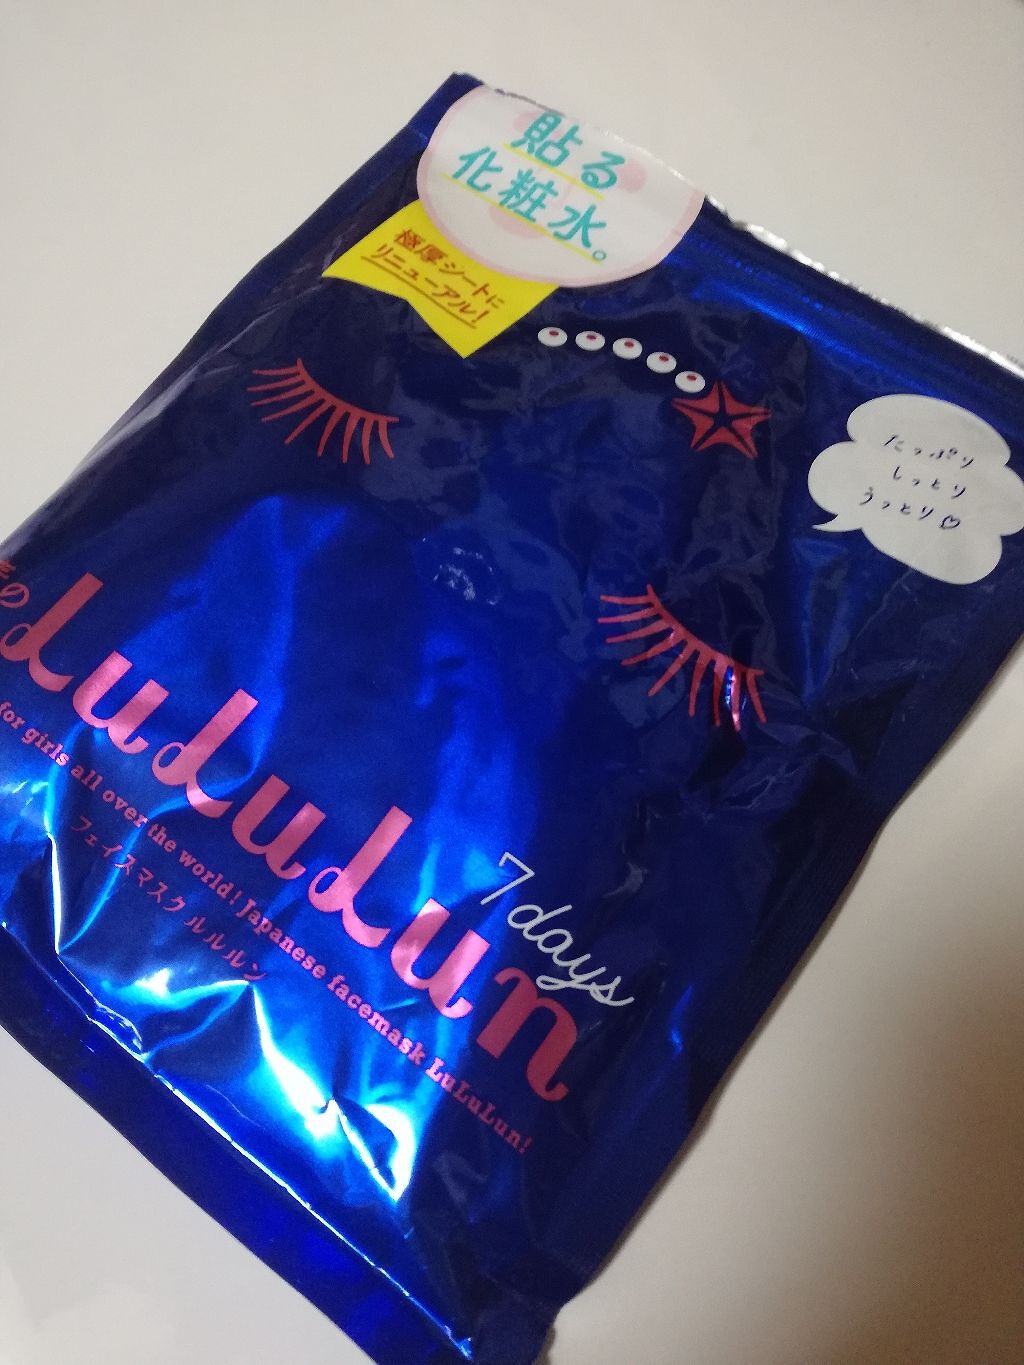 貼る
化粧水。
極厚シートに
リニューアル!
たっぷり
しっとり
うっとり♡
の
LuLuLun
7days
for girls all over the world! Japanese facemask LuLuLun!
フェイスマスク ルルルン